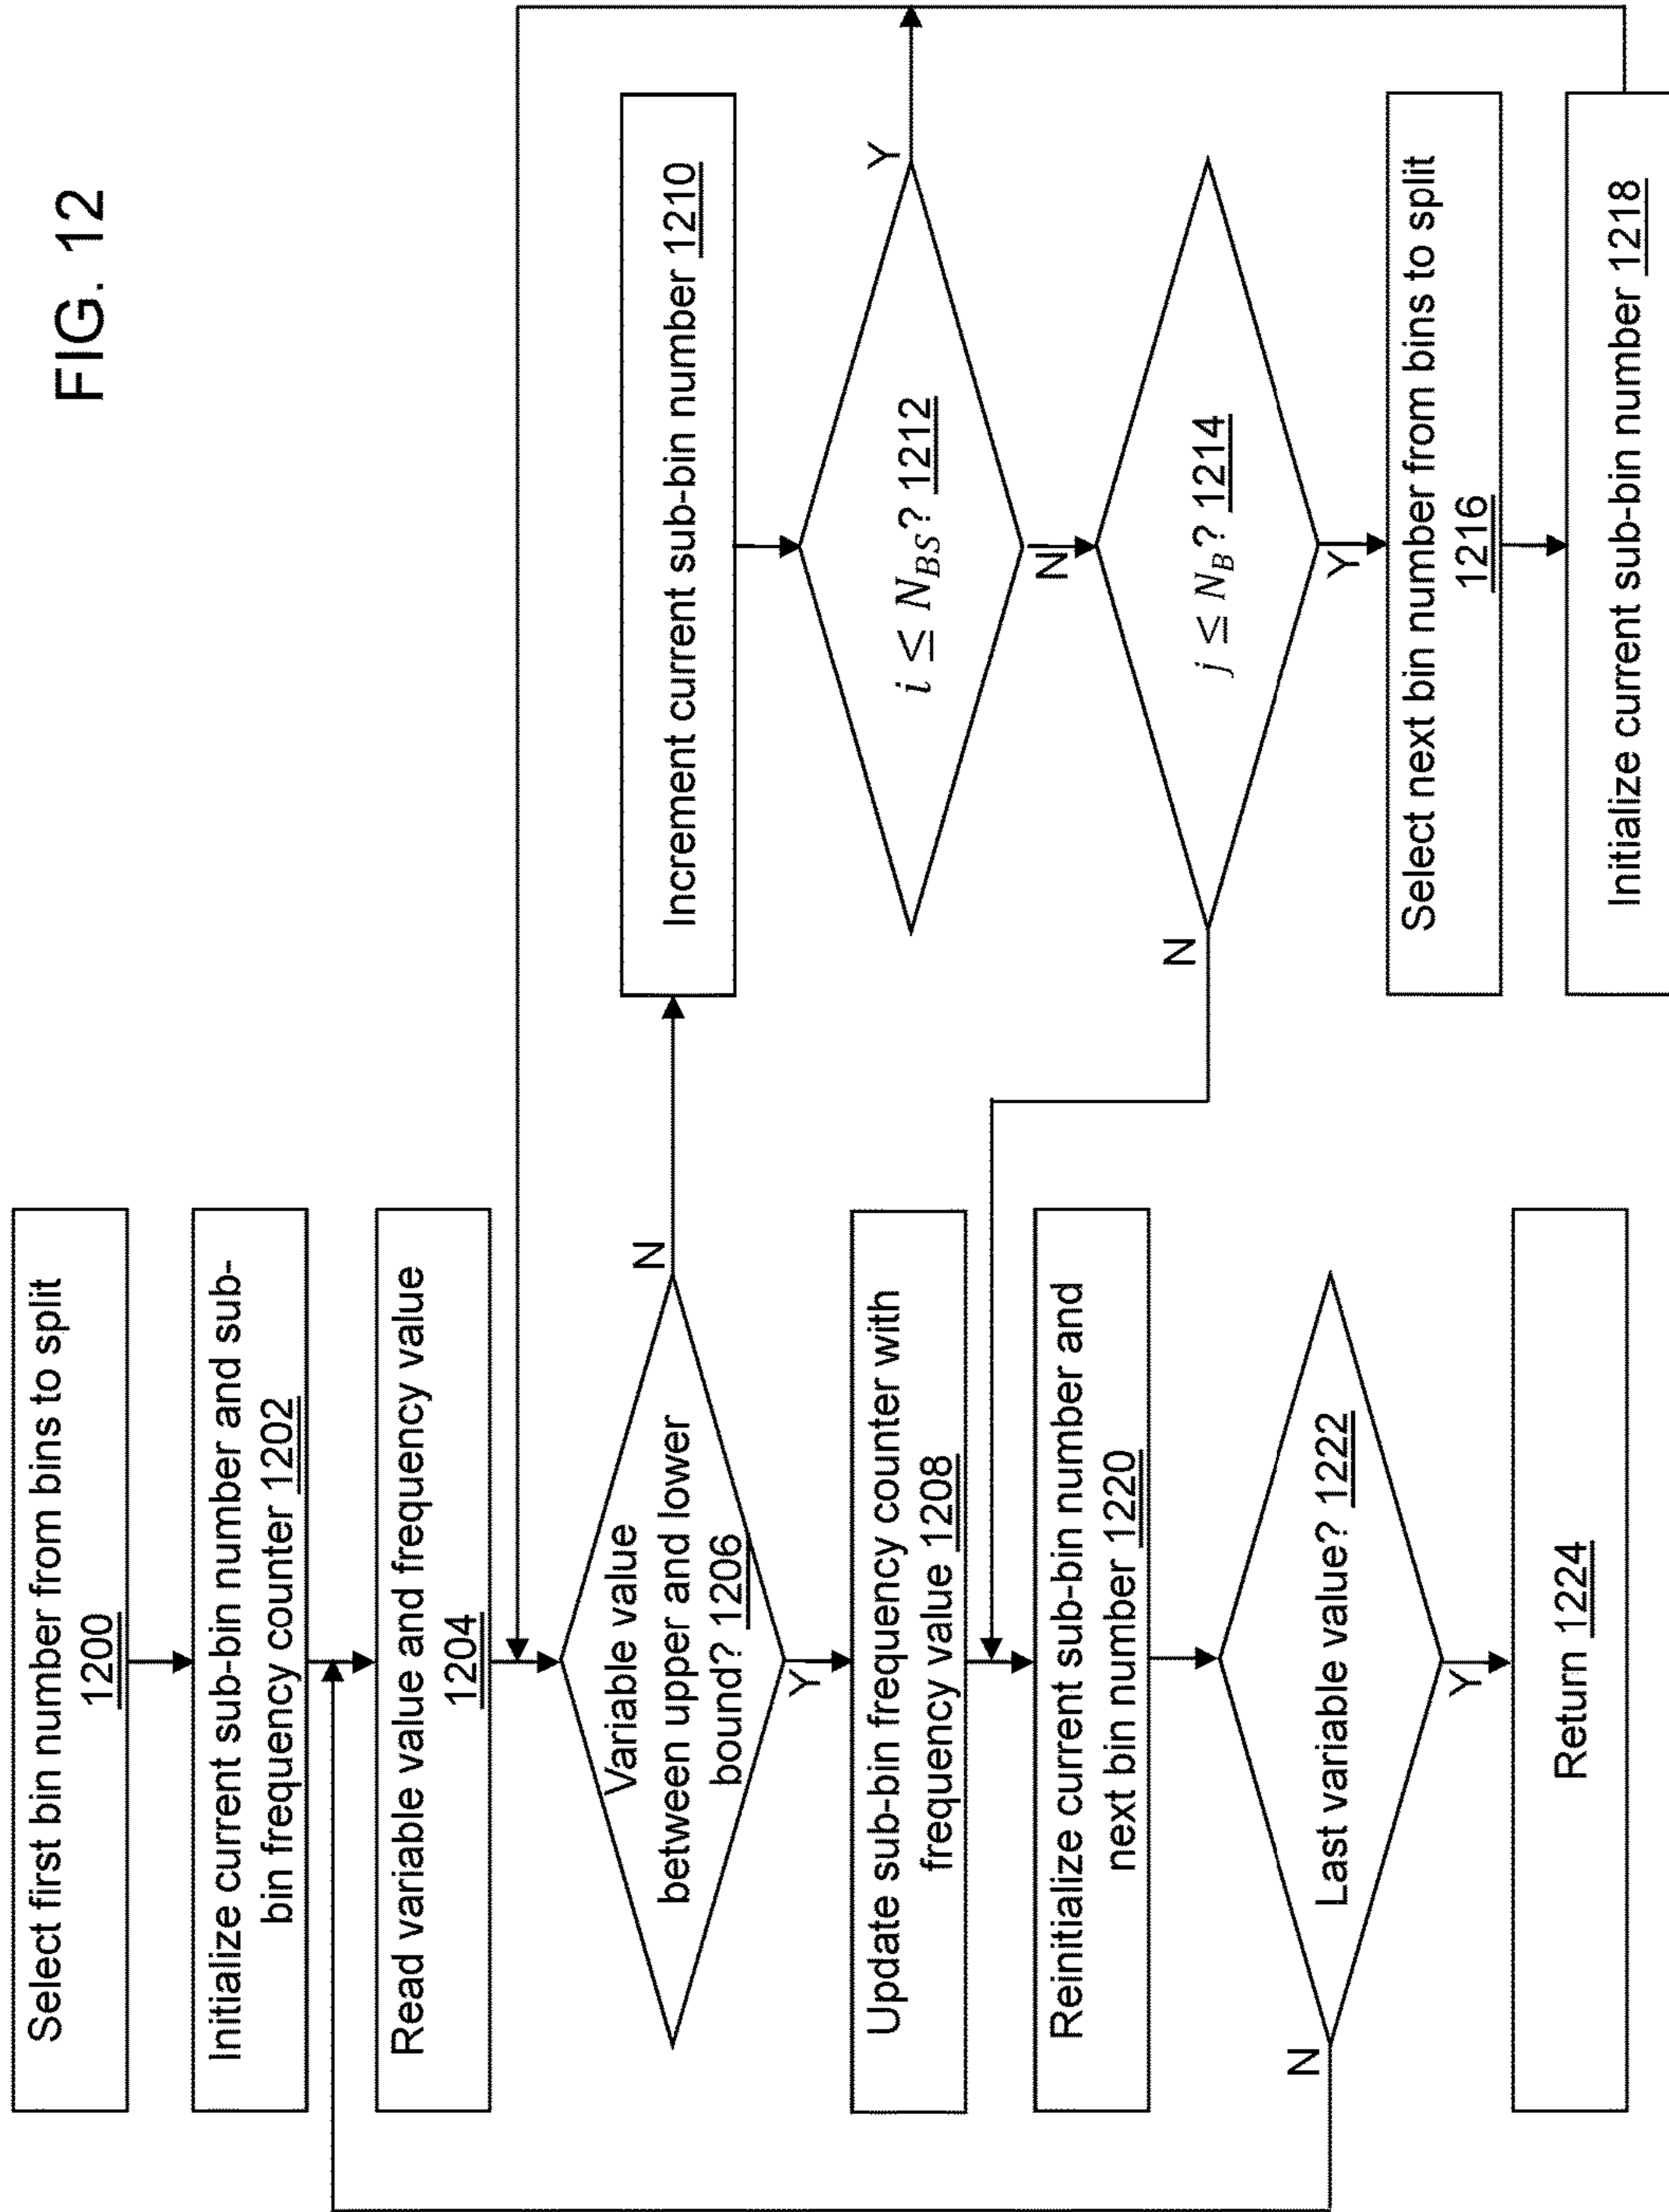 FIG. 12
Select first bin number from bins to split
1200
Initialize current sub-bin number and sub-
bin frequency counter 1202
Read variable value and frequency value
1204
Variable value
between upper and lower
bound? 1206
N
Y
Update sub-bin frequency counter with
frequency value 1208
Reinitialize current sub-bin number and
next bin number 1220
Last variable value? 1222
N
Y
Return 1224
Increment current sub-bin number 1210
i ≤ N_BS? 1212
Y
N
j ≤ N_B? 1214
N
Y
Select next bin number from bins to split
1216
Initialize current sub-bin number 1218